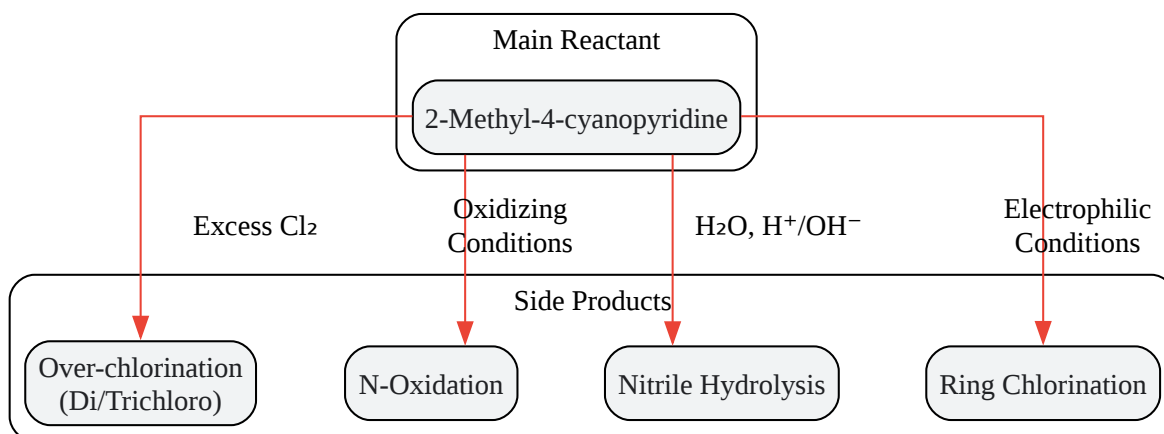 Main Reactant
2-Methyl-4-cyanopyridine
Excess Cl₂
Oxidizing
Conditions
H₂O, H⁺/OH⁻
Electrophilic
Conditions
Side Products
Over-chlorination
(Di/Trichloro)
N-Oxidation
Nitrile Hydrolysis
Ring Chlorination